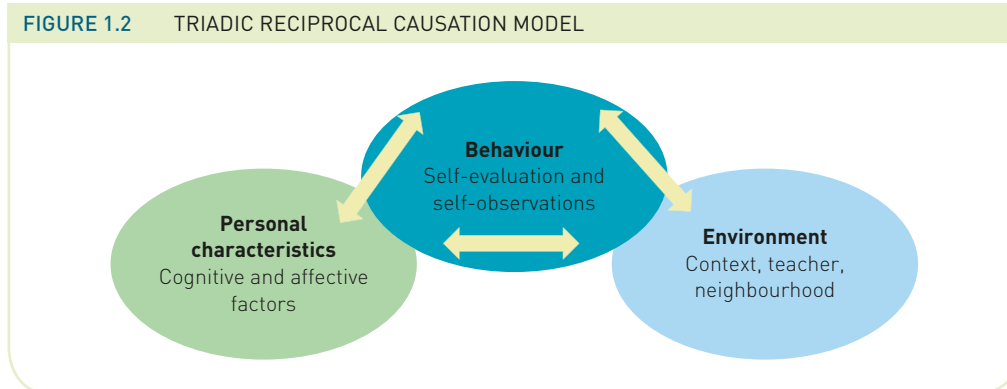 FIGURE 1.2 TRIADIC RECIPROCAL CAUSATION MODEL
Behaviour
Self-evaluation and
self-observations
Personal
characteristics
Cognitive and affective
factors
Environment
Context, teacher,
neighbourhood